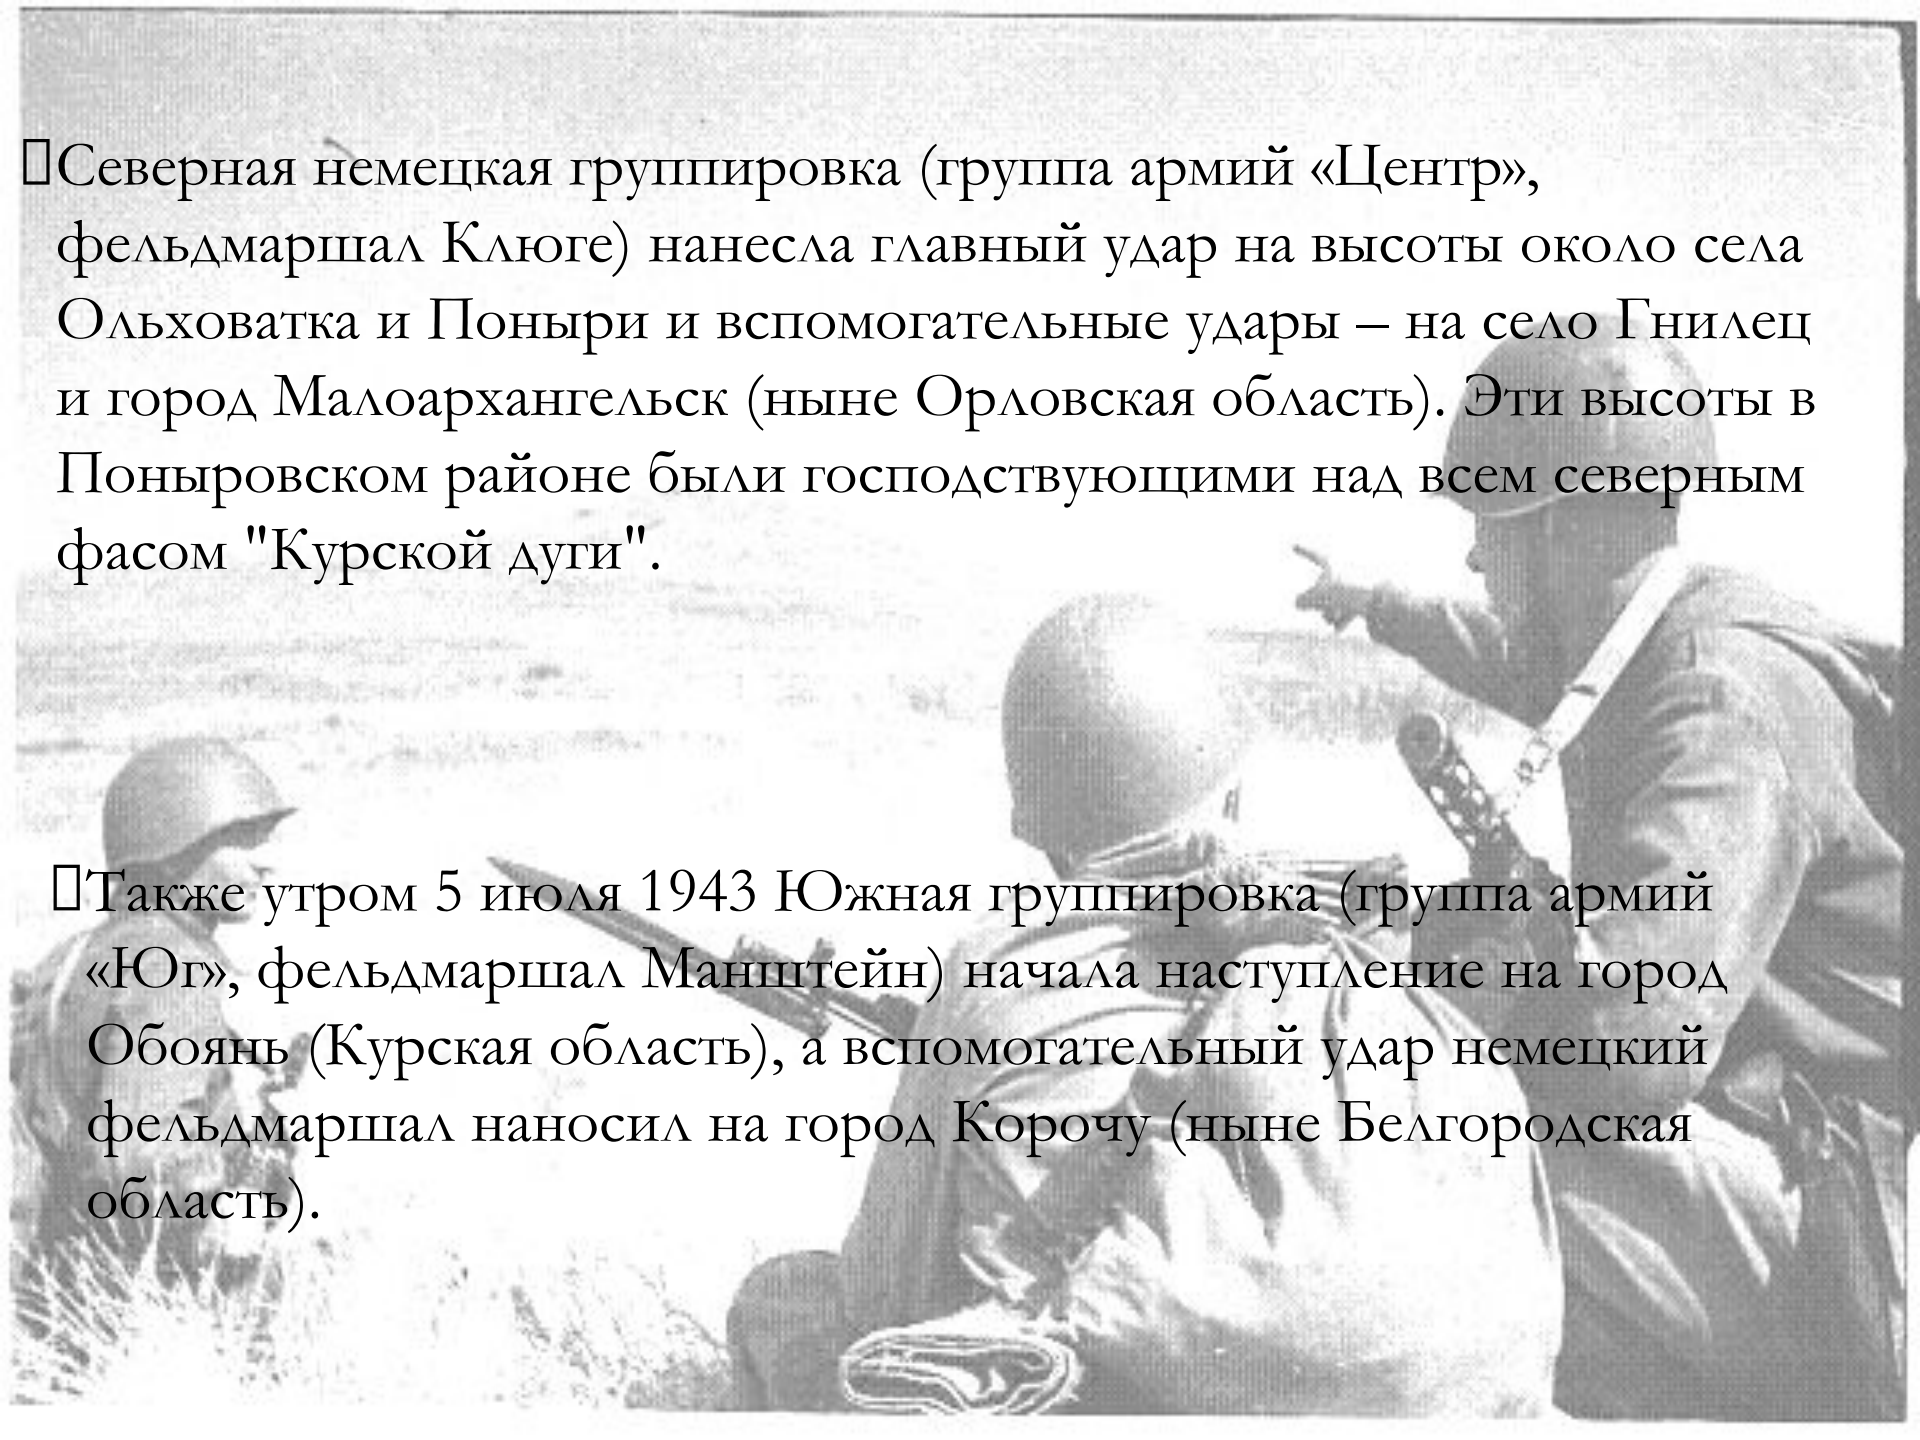 Северная немецкая группировка (группа армий «Центр»,
фельдмаршал Клюге) нанесла главный удар на высоты около села
Ольховатка и Поныри и вспомогательные удары – на село Гнилец
и город Малоархангельск (ныне Орловская область). Эти высоты в
Поныровском районе были господствующими над всем северным
фасом "Курской дуги".
Также утром 5 июля 1943 Южная группировка (группа армий
«Юг», фельдмаршал Манштейн) начала наступление на город
Обоянь (Курская область), а вспомогательный удар немецкий
фельдмаршал наносил на город Корочу (ныне Белгородская
область).